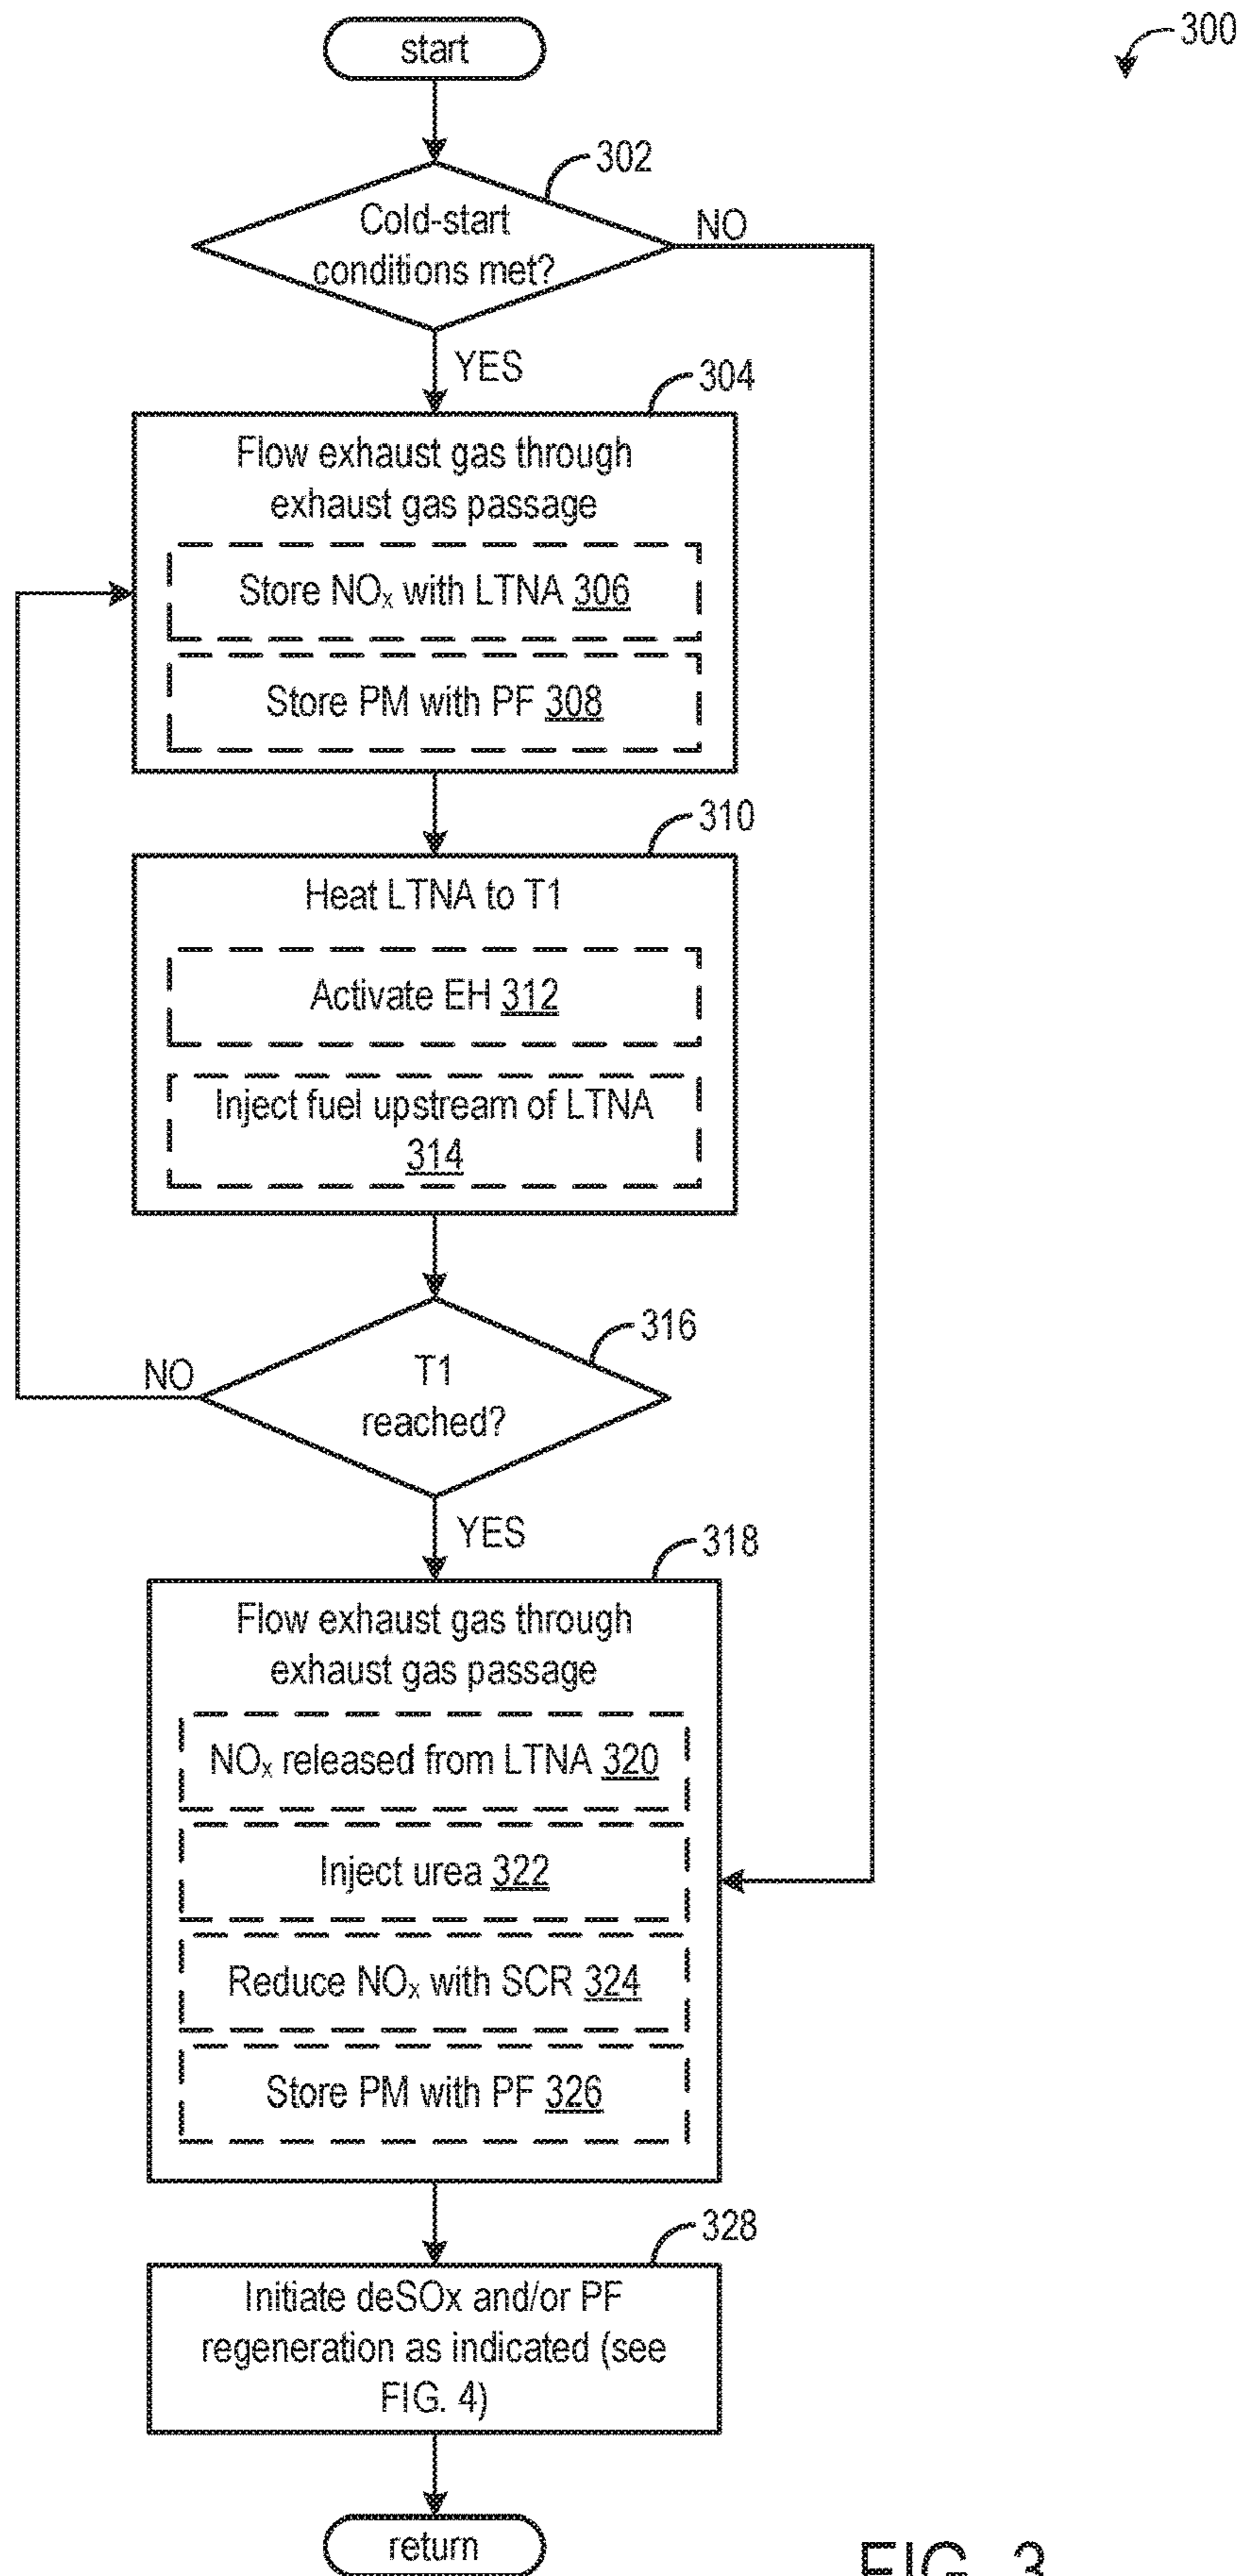 start
300
302
Cold-start
conditions met?
NO
YES
304
Flow exhaust gas through
exhaust gas passage
Store NOx with LTNA 306
Store PM with PF 308
310
Heat LTNA to T1
Activate EH 312
Inject fuel upstream of LTNA
314
316
T1
reached?
NO
YES
318
Flow exhaust gas through
exhaust gas passage
NOx released from LTNA 320
Inject urea 322
Reduce NOx with SCR 324
Store PM with PF 326
328
Initiate deSOx and/or PF
regeneration as indicated (see
FIG. 4)
return
FIG. 3